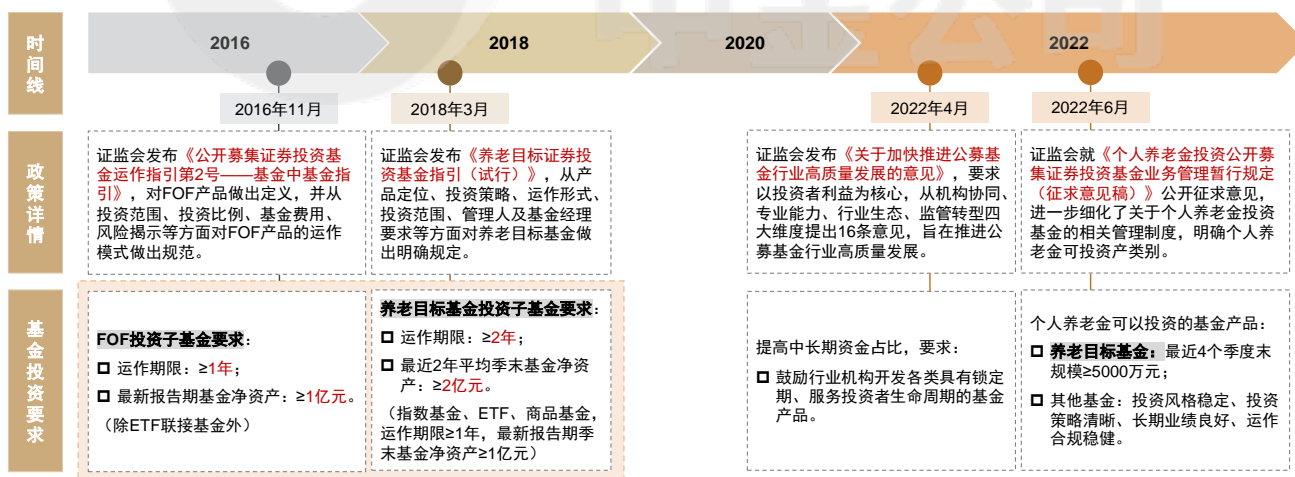 时间线
2016
2018
2020
2022
2016年11月
2018年3月
2022年4月
2022年6月
政策详情
证监会发布《公开募集证券投资基
金运作指引第2号——基金中基金指
引》，对FOF产品做出定义，并从
投资范围、投资比例、基金费用、
风险揭示等方面对FOF产品的运作
模式做出规范。
证监会发布《养老目标证券投
资基金指引（试行）》，从产
品定位、投资策略、运作形式、
投资范围、管理人及基金经理
要求等方面对养老目标基金做
出明确规定。
证监会发布《关于加快推进公募基
金行业高质量发展的意见》，要求
以投资者利益为核心，从机构协同、
专业能力、行业生态、监管转型四
大维度提出16条意见，旨在推进公
募基金行业高质量发展。
证监会就《个人养老金投资公开募
集证券投资基金业务管理暂行规定
（征求意见稿）》公开征求意见，
进一步细化了关于个人养老金投资
基金的相关管理制度，明确个人养
老金可投资产类别。
基金投资要求
FOF投资子基金要求：
运作期限：≥1年；
最新报告期基金净资产：≥1亿元。
（除ETF联接基金外）
养老目标基金投资子基金要求：
运作期限：≥2年；
最近2年平均季末基金净资
产：≥2亿元。
（指数基金、ETF、商品基金，
运作期限≥1年，最新报告期季
末基金净资产≥1亿元）
提高中长期资金占比，要求：
鼓励行业机构开发各类具有锁定
期、服务投资者生命周期的基金
产品。
个人养老金可以投资的基金产品：
养老目标基金：最近4个季度末
规模≥5000万元；
其他基金：投资风格稳定、投资
策略清晰、长期业绩良好、运作
合规稳健。